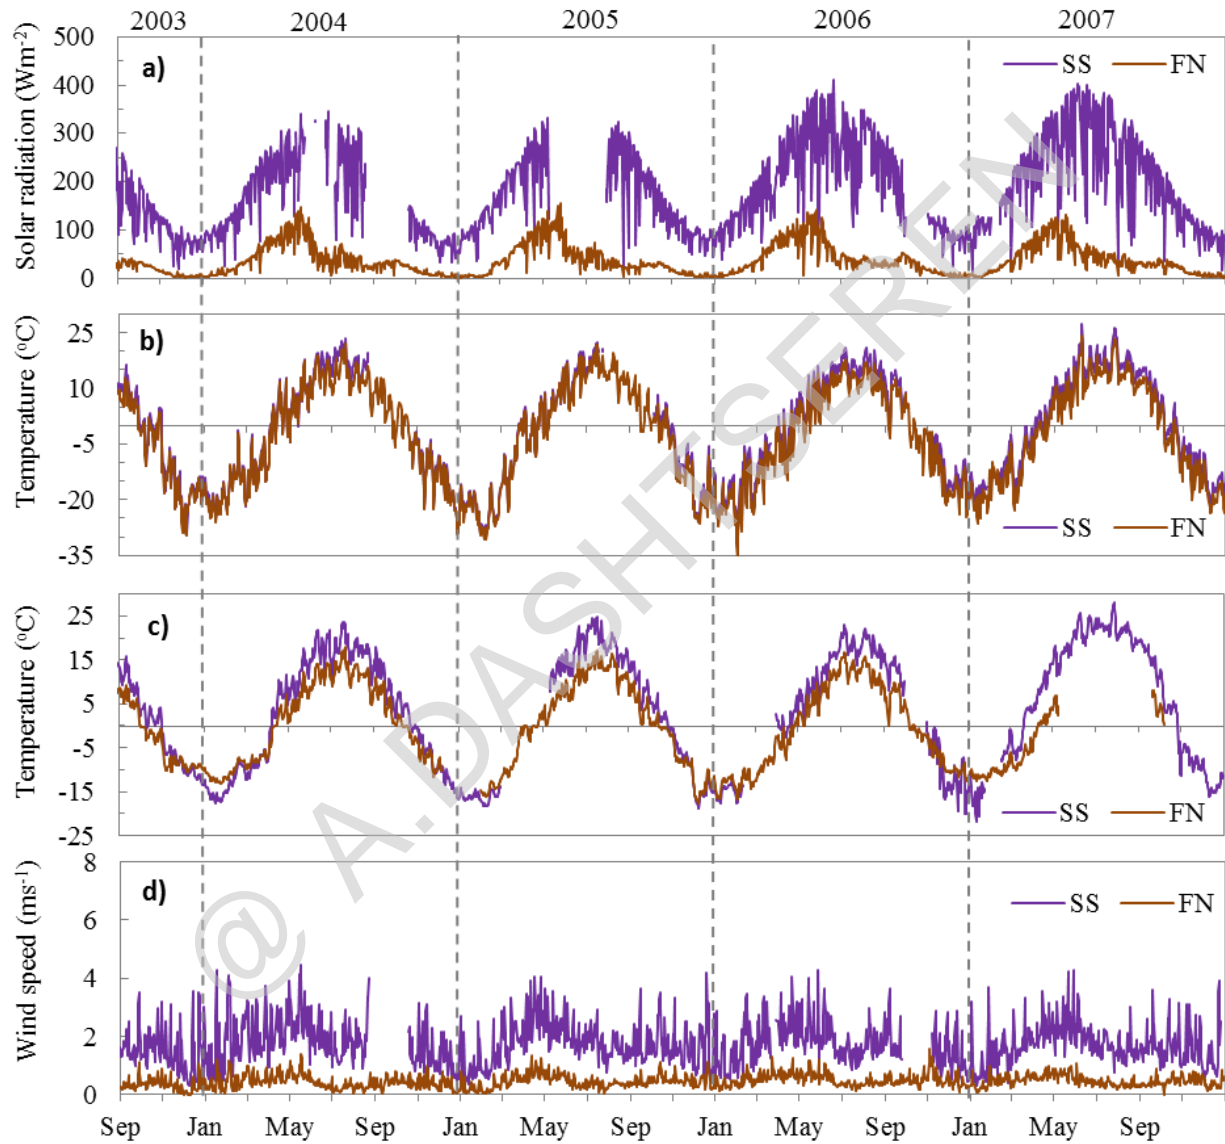 2003 2004 2005 2006 2007
Solar radiation (Wm-2)
500
400
300
200
100
0
a)
SS FN
Temperature (oC)
25
10
-5
-20
-35
b)
SS FN
Temperature (oC)
25
15
5
-5
-15
-25
c)
SS FN
Wind speed (ms-1)
8
6
4
2
0
d)
SS FN
Sep Jan May Sep Jan May Sep Jan May Sep Jan May Sep
@ A.DASHTSEREN